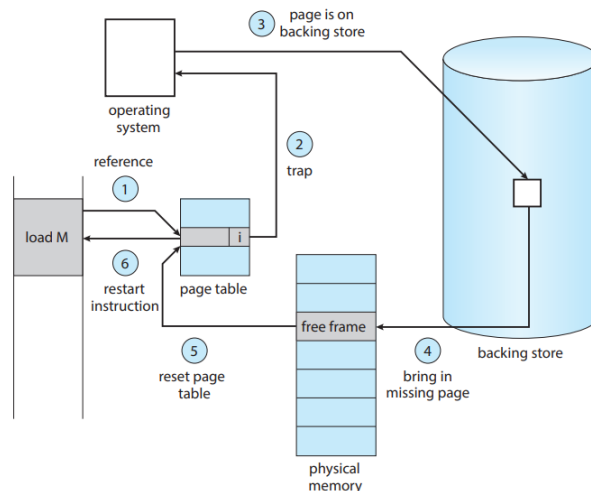 3
page is on
backing store
operating
system
2
trap
reference
1
load M
i
6
restart
instruction
page table
free frame
5
reset page
table
4
bring in
missing page
backing store
physical
memory